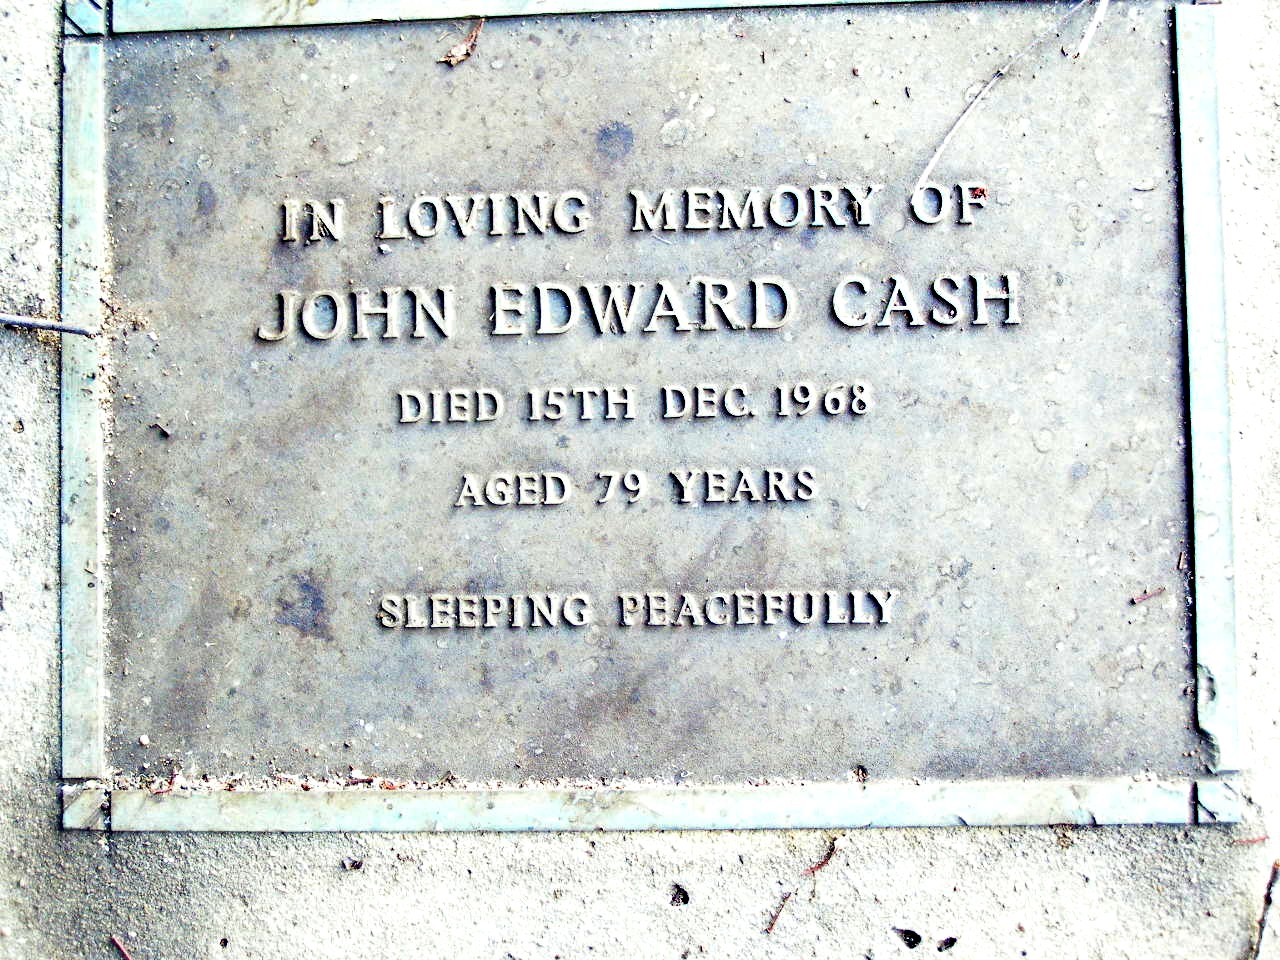 IN LOVING MEMORY OF
JOHN EDWARD CASH
DIED 15TH DEC. 1968
AGED 79 YEARS
SLEEPING PEACEFULLY